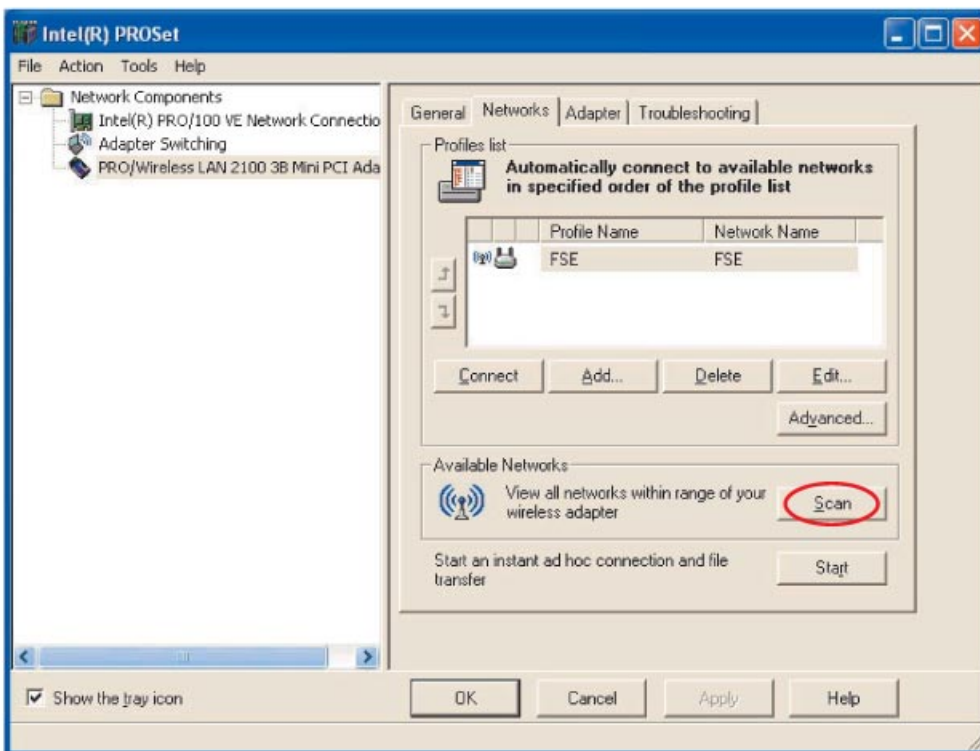 Intel(R) PROSet
File Action Tools Help
Network Components
Intel(R) PRO/100 VE Network Connectio
Adapter Switching
PRO/Wireless LAN 2100 3B Mini PCI Ada
General Networks Adapter Troubleshooting
Profiles list
Automatically connect to available networks
in specified order of the profile list
Profile Name Network Name
FSE FSE
Connect Add... Delete Edit...
Advanced...
Available Networks
View all networks within range of your
wireless adapter
Scan
Start an instant ad hoc connection and file
transfer
Start
Show the tray icon
OK Cancel Apply Help